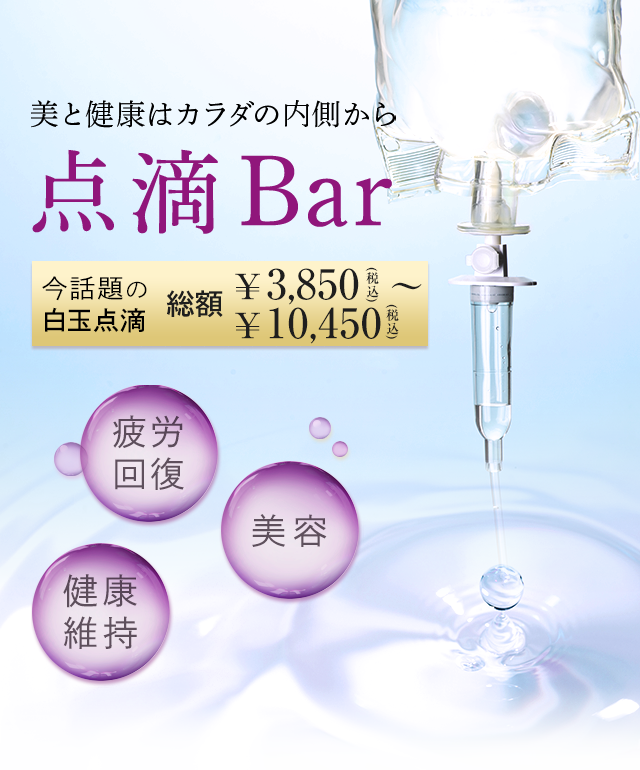 美と健康はカラダの内側から
点滴Bar
今話題の
白玉点滴
総額
￥3,850(税込)～
￥10,450(税込)
疲労
回復
美容
健康
維持